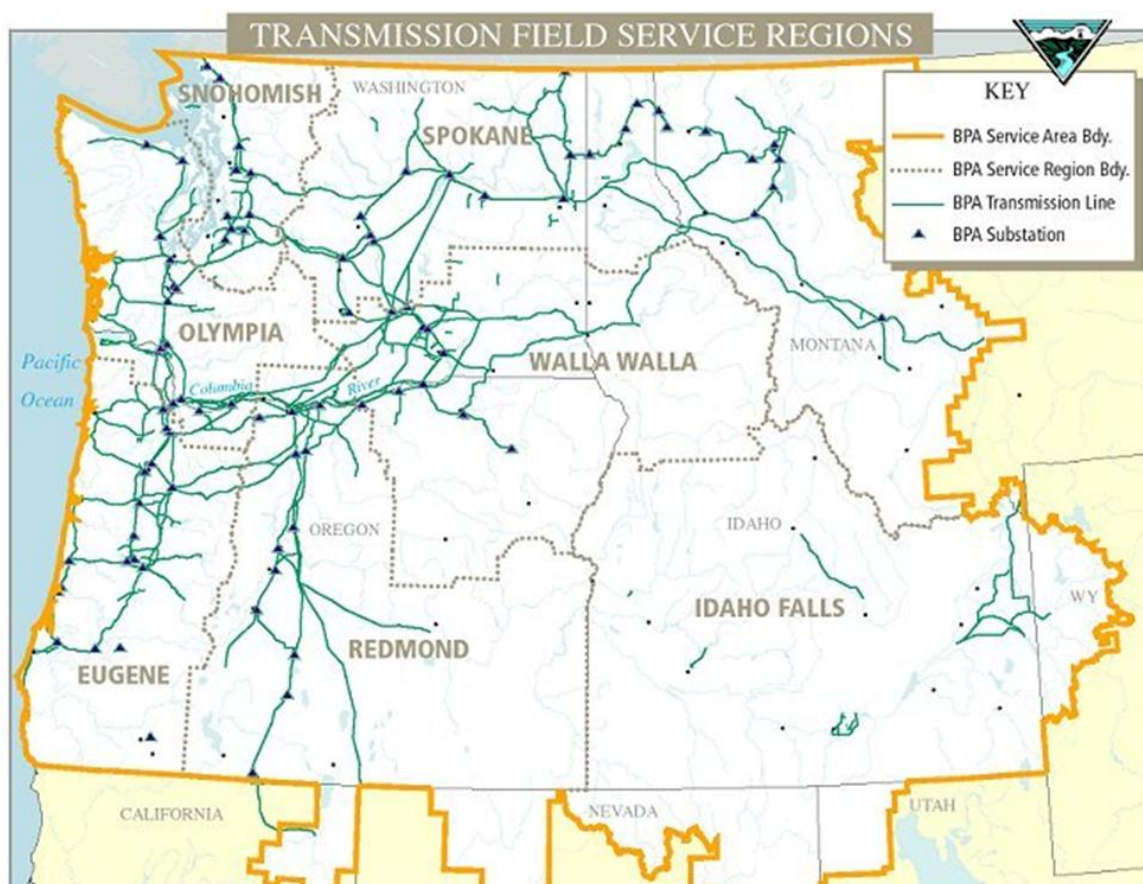 TRANSMISSION FIELD SERVICE REGIONS
KEY
BPA Service Area Bdy.
BPA Service Region Bdy.
BPA Transmission Line
BPA Substation
SNOHOMISH
WASHINGTON
SPOKANE
OLYMPIA
WALLA WALLA
MONTANA
Pacific
Ocean
Columbia
River
OREGON
IDAHO
IDAHO FALLS
WY
REDMOND
EUGENE
CALIFORNIA
NEVADA
UTAH